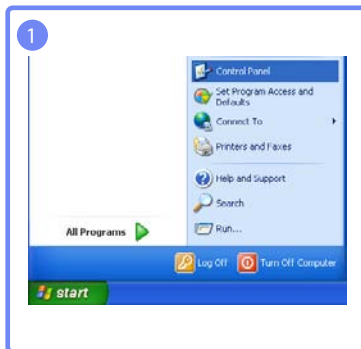 1
Control Panel
Set Program Access and
Defaults
Connect To
Printers and Faxes
Help and Support
Search
All Programs
Run...
Log Off
Turn Off Computer
start